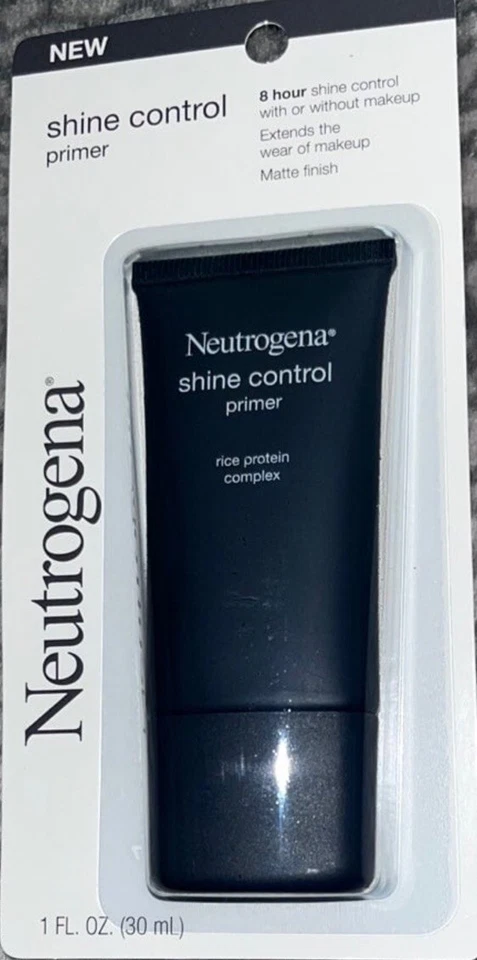 NEW
shine control
primer
8 hour shine control
with or without makeup
Extends the
wear of makeup
Matte finish
Neutrogena®
shine control
primer
rice protein
complex
Neutrogena®
1 FL. OZ. (30 mL)